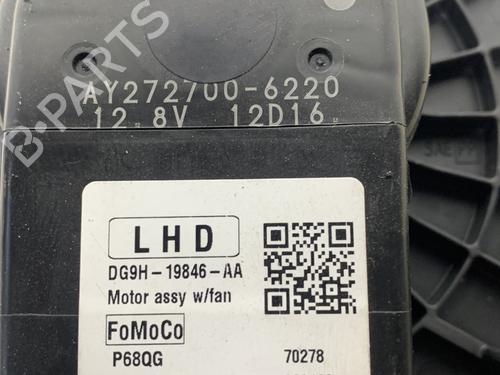 B-PARTS
AY272700-6220
12.8V 12D16
LHD
DG9H-19846-AA
Motor assy w/fan
FoMoCo
P68QG 70278